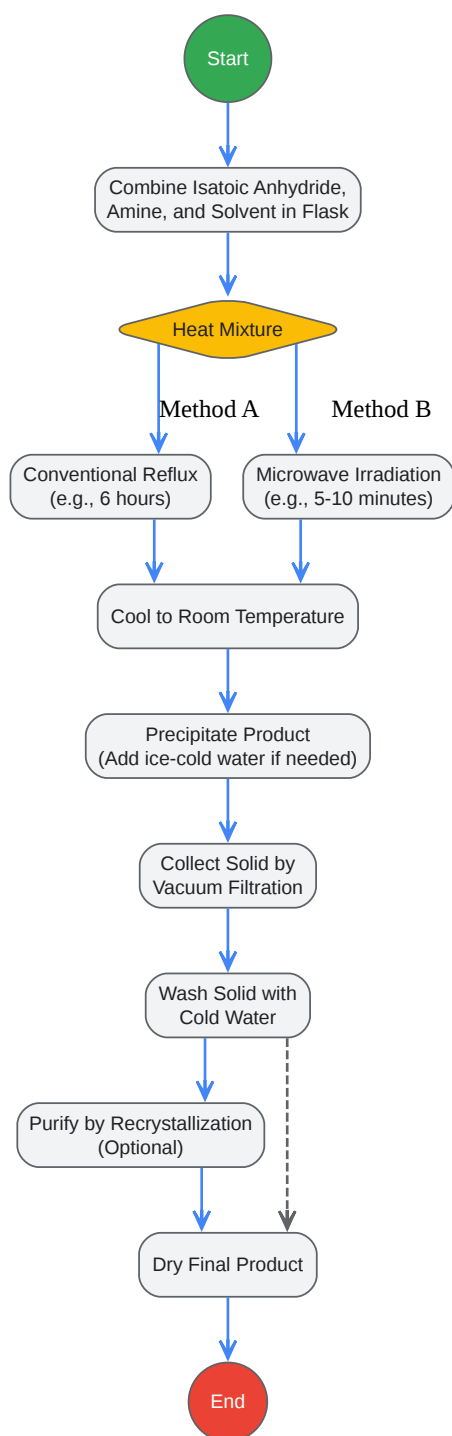 Start
Combine Isatoic Anhydride,
Amine, and Solvent in Flask
Heat Mixture
Method A
Method B
Conventional Reflux
(e.g., 6 hours)
Microwave Irradiation
(e.g., 5-10 minutes)
Cool to Room Temperature
Precipitate Product
(Add ice-cold water if needed)
Collect Solid by
Vacuum Filtration
Wash Solid with
Cold Water
Purify by Recrystallization
(Optional)
Dry Final Product
End